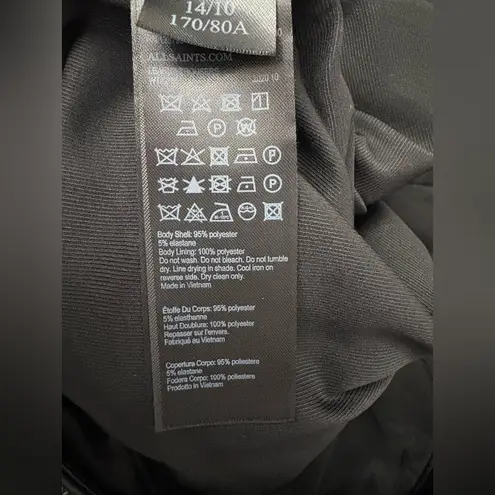 14/10
170/80A
ALLSAINTS.COM
Body Shell: 95% polyester
5% elastane
Body Lining: 100% polyester
Do not wash. Do not bleach. Do not tumble
dry. Line drying in shade. Cool iron on
reverse side. Dry clean only.
Made in Vietnam
Étoffe Du Corps: 95% polyester
5% elasthanne
Haut Doublure: 100% polyester
Repasser sur l'envers.
Fabriqué au Vietnam
Copertura Corpo: 95% poliestere
5% elastane
Fodera Corpo: 100% poliestere
Prodotto in Vietnam